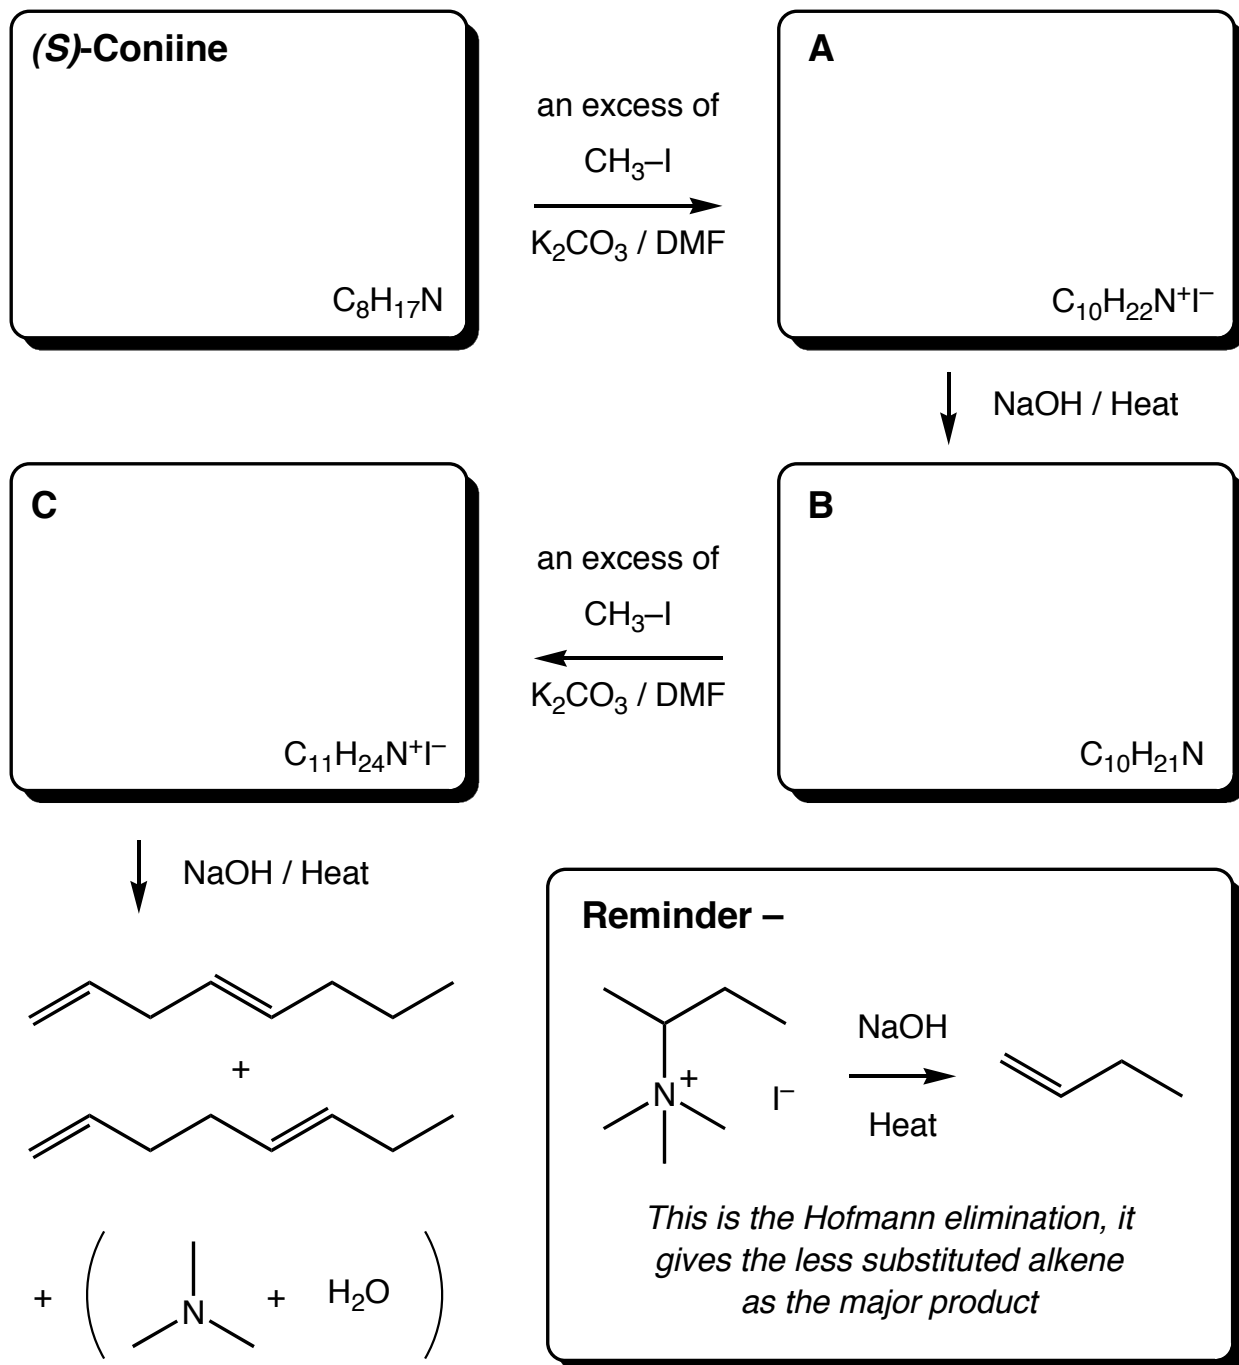 (S)-Coniine
C₈H₁₇N
an excess of
CH₃–I
K₂CO₃ / DMF
A
C₁₀H₂₂N⁺I⁻
NaOH / Heat
C
C₁₁H₂₄N⁺I⁻
an excess of
CH₃–I
K₂CO₃ / DMF
B
C₁₀H₂₁N
NaOH / Heat
+
+
N
+
H₂O
Reminder –
N⁺
I⁻
NaOH
Heat
This is the Hofmann elimination, it
gives the less substituted alkene
as the major product